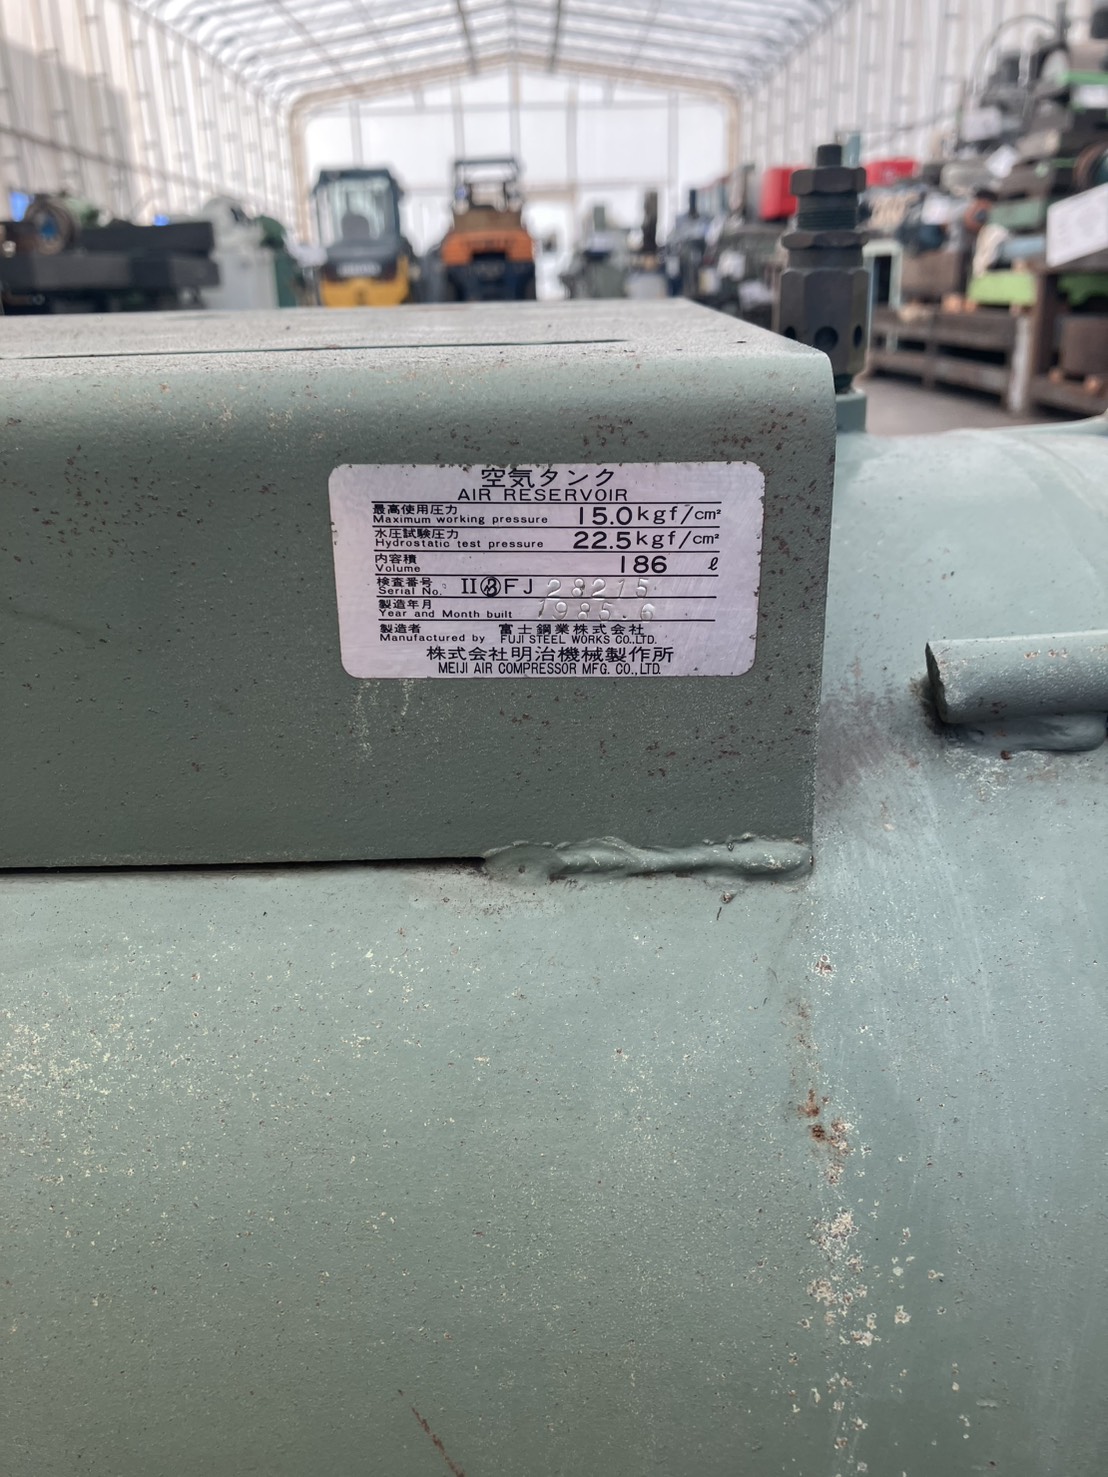 空気タンク
AIR RESERVOIR
最高使用圧力 15.0kgf/cm²
Maximum working pressure
水圧試験圧力 22.5kgf/cm²
Hydrostatic test pressure
内容積 186 ℓ
Volume
検査番号 II FJ 28215
Serial No.
製造年月 1985.6
Year and Month built
製造者 富士鋼業株式会社
Manufactured by FUJI STEEL WORKS CO.,LTD.
株式会社明治機械製作所
MEIJI AIR COMPRESSOR MFG. CO.,LTD.